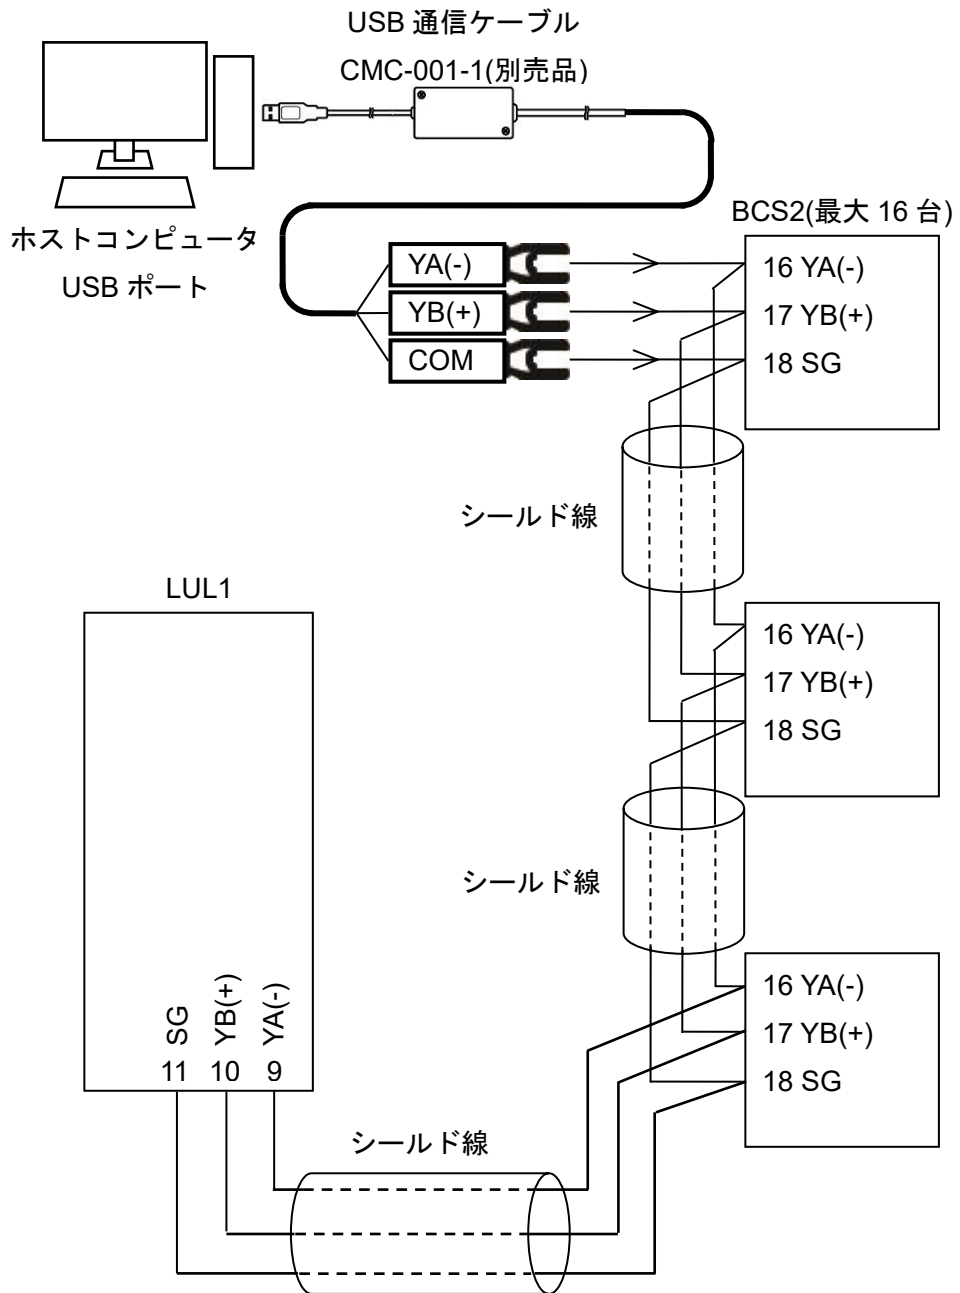 USB 通信ケーブル
CMC-001-1(別売品)
BCS2(最大 16 台)
ホストコンピュータ
USB ポート
YA(-)
YB(+)
COM
16 YA(-)
17 YB(+)
18 SG
シールド線
LUL1
16 YA(-)
17 YB(+)
18 SG
シールド線
SG
YB(+)
YA(-)
11 10 9
16 YA(-)
17 YB(+)
18 SG
シールド線